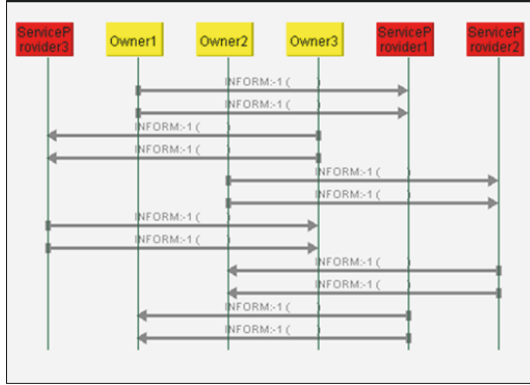 ServiceP
rovider3
Owner1
Owner2
Owner3
ServiceP
rovider1
ServiceP
rovider2
INFORM:-1 ( )
INFORM:-1 ( )
INFORM:-1 ( )
INFORM:-1 ( )
INFORM:-1 ( )
INFORM:-1 ( )
INFORM:-1 ( )
INFORM:-1 ( )
INFORM:-1 ( )
INFORM:-1 ( )
INFORM:-1 ( )
INFORM:-1 ( )